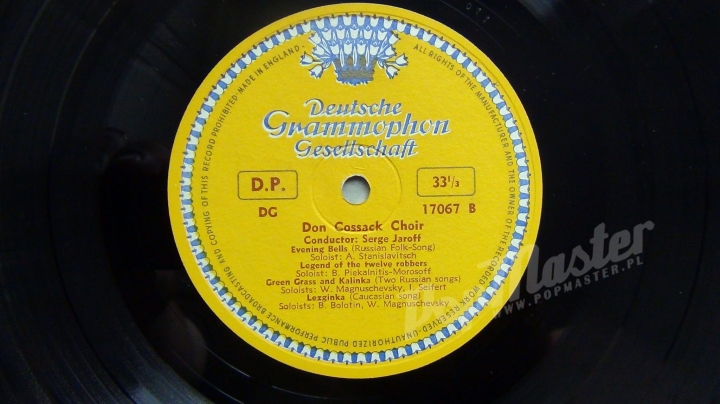 MADE IN ENGLAND · ALL RIGHTS OF THE MANUFACTURER AND THE OWNER OF THE RECORDED WORK RESERVED · UNAUTHORIZED PUBLIC PERFORMANCE BROADCASTING AND COPYING OF THIS RECORD PROHIBITED ·
Deutsche
Grammophon
Gesellschaft
D.P.
33 1/3
DG
17067 B
Don Cossack Choir
Conductor: Serge Jaroff
Evening Bells (Russian Folk-Song)
Soloist: A. Stanislavitsch
Legend of the twelve robbers
Soloist: B. Piekalnitis-Morosoff
Green Grass and Kalinka (Two Russian songs)
Soloists: W. Magnuschevsky, I. Seifert
Lezginka (Caucasian song)
Soloists: B. Bolotin, W. Magnuschevsky
WWW.POPMASTER.PL